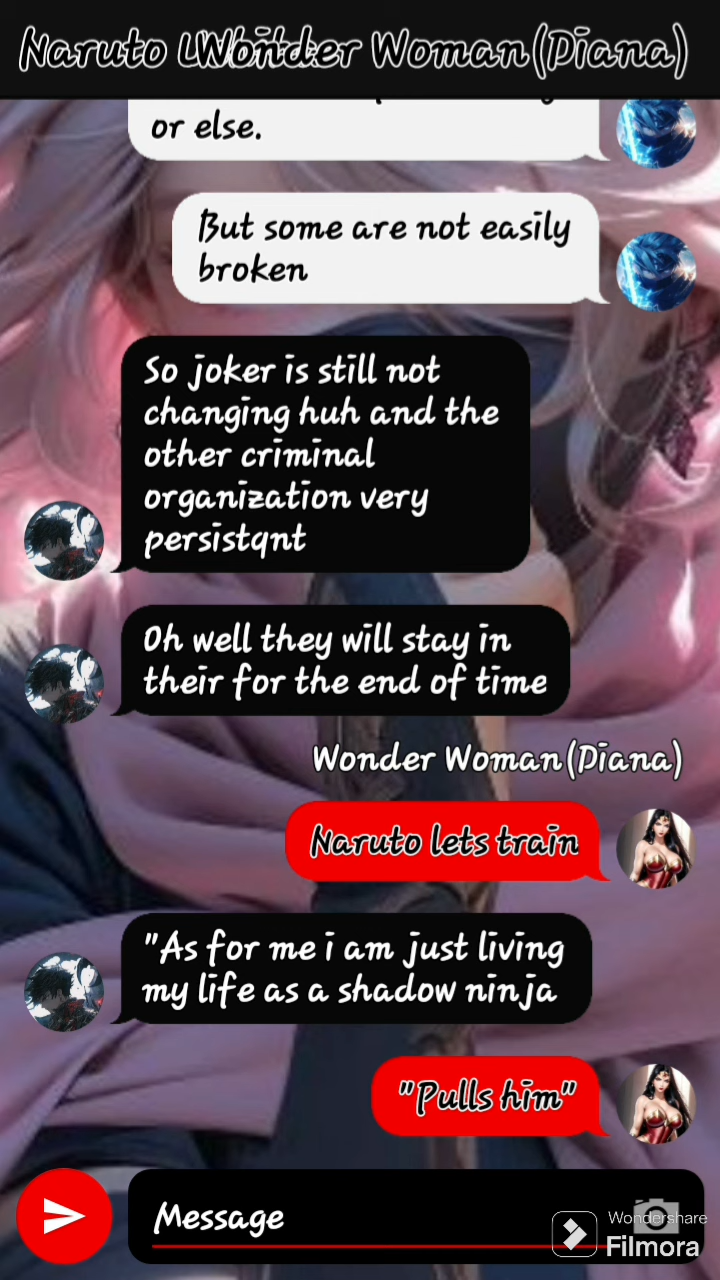 Naruto Wonder Woman(Diana)
or else.
But some are not easily
broken
So joker is still not
changing huh and the
other criminal
organization very
persistqnt
Oh well they will stay in
their for the end of time
Wonder Woman(Diana)
Naruto lets train
"As for me i am just living
my life as a shadow ninja
"Pulls him"
Message
Wondershare
Filmora